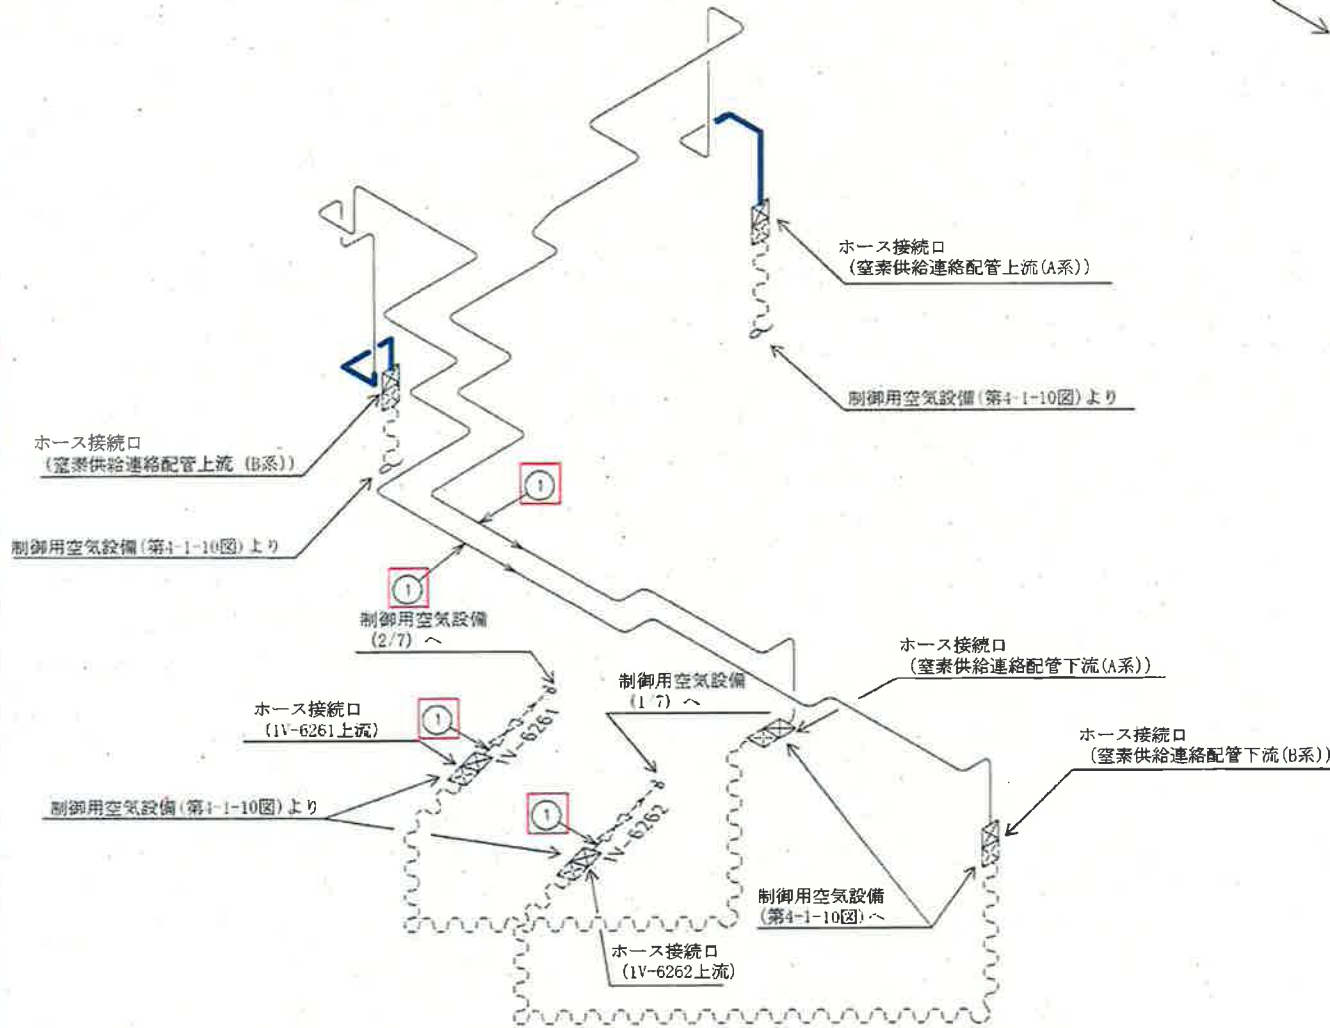 ホース接続口
(窒素供給連絡配管上流(A系))
制御用空気設備(第4-1-10図)より
ホース接続口
(窒素供給連絡配管上流 (B系))
制御用空気設備(第4-1-10図)より
①
①
制御用空気設備
(2/7) へ
ホース接続口
(窒素供給連絡配管下流(A系))
制御用空気設備
(1/7) へ
ホース接続口
(IV-6261上流)
①
IV-6261
ホース接続口
(窒素供給連絡配管下流(B系))
制御用空気設備(第4-1-10図)より
①
IV-6262
制御用空気設備
(第4-1-10図)へ
ホース接続口
(IV-6262上流)